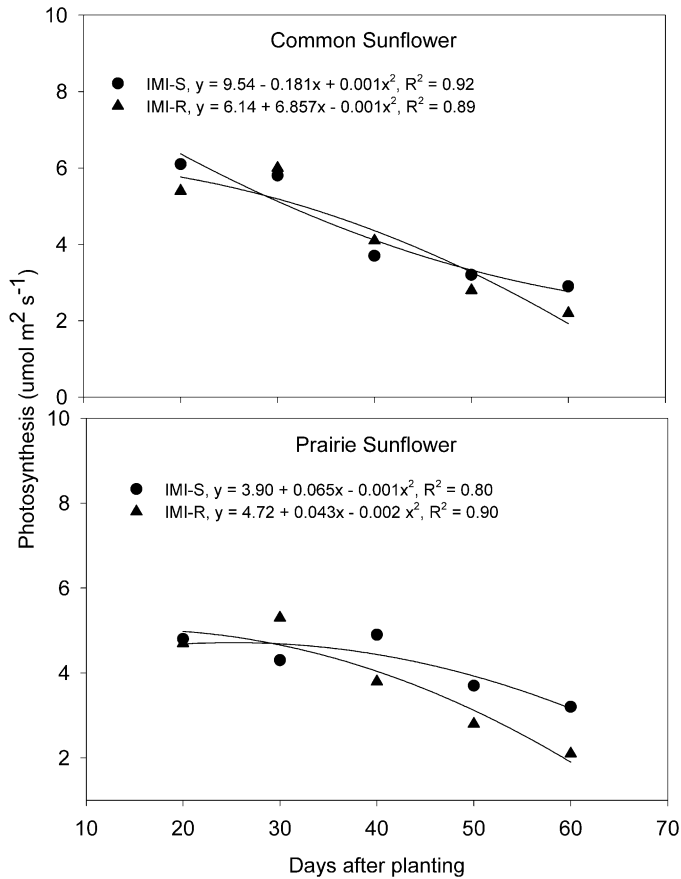 10
Common Sunflower
IMI-S, y = 9.54 - 0.181x + 0.001x², R² = 0.92
IMI-R, y = 6.14 + 6.857x - 0.001x², R² = 0.89
8
6
4
2
0
Photosynthesis (umol m² s⁻¹)
10
Prairie Sunflower
IMI-S, y = 3.90 + 0.065x - 0.001x², R² = 0.80
IMI-R, y = 4.72 + 0.043x - 0.002 x², R² = 0.90
8
6
4
2
10 20 30 40 50 60 70
Days after planting